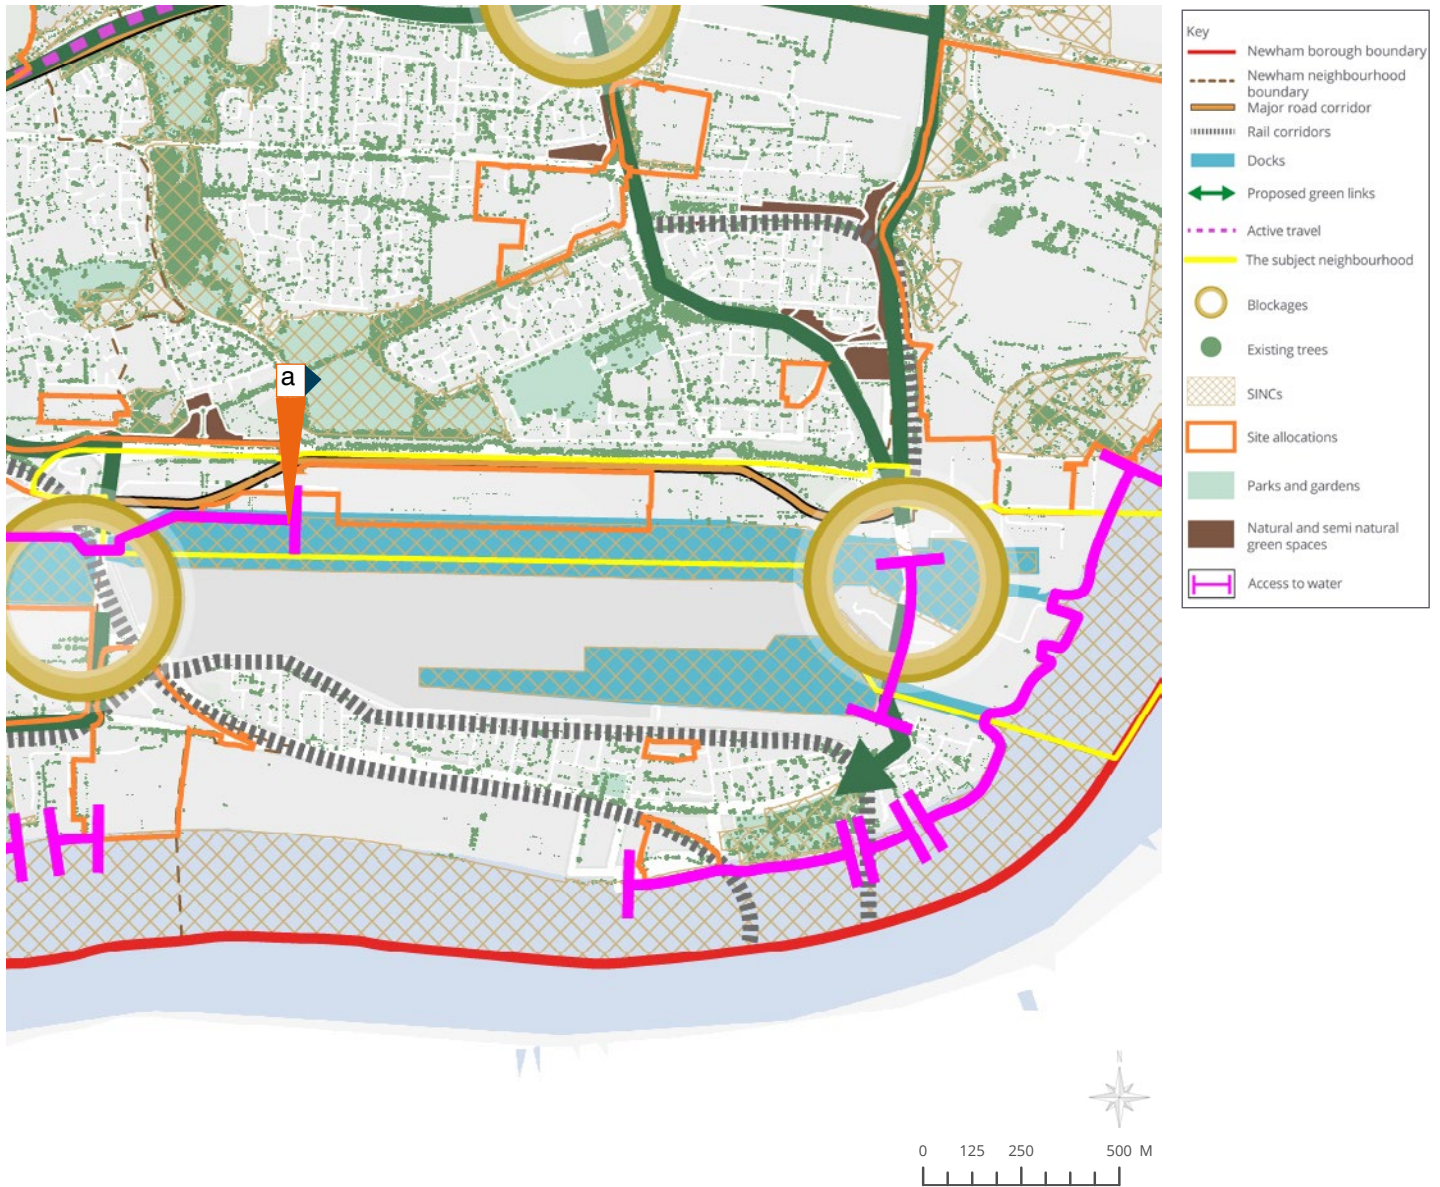 Key
Newham borough boundary
Newham neighbourhood
boundary
Major road corridor
Rail corridors
Docks
Proposed green links
Active travel
The subject neighbourhood
Blockages
Existing trees
SINCs
Site allocations
Parks and gardens
Natural and semi natural
green spaces
Access to water
a
N
0 125 250 500 M